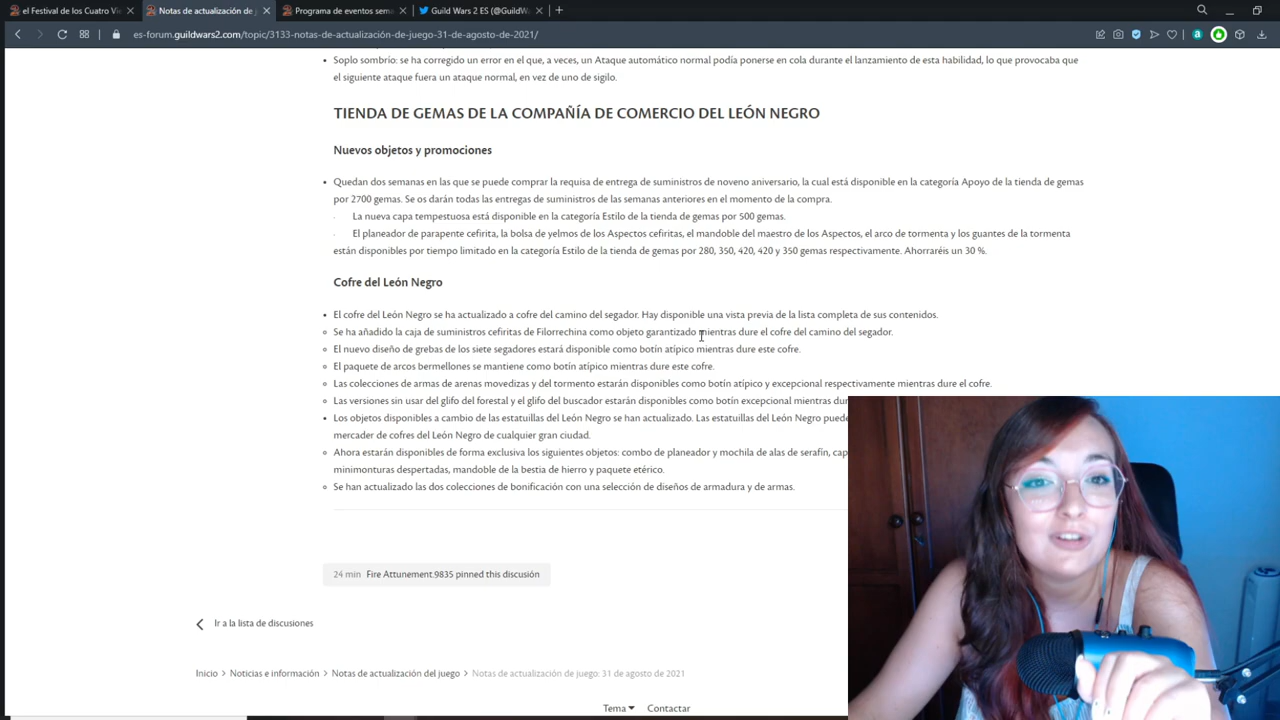 el Festival de los Cuatro Vie
Notas de actualización de j
Programa de sem
Guild Wars 2 ES (@GuildWa
es-forum.guildwars2.com/topic/3133-notas-de-actualización-de-juego-31-de-agosto-de-2021/
Soplo sombrío: se ha corregido un error en el que, a veces, un Ataque automático normal podía ponerse en cola durante el lanzamiento de esta habilidad, lo que provocaba que
el siguiente ataque fuera un ataque normal, en vez de uno de sigilo.
TIENDA DE GEMAS DE LA COMPAÑÍA DE COMERCIO DEL LEÓN NEGRO
Nuevos objetos y promociones
Quedan dos semanas en las que se puede comprar la requisa de entrega de suministros de noveno aniversario, la cual está disponible en la categoría Apoyo de la tienda de gemas
por 2700 gemas. Se os darán todas las entregas de suministros de las semanas anteriores en el momento de la compra.
La nueva capa tempestuosa está disponible en la categoría Estilo de la tienda de gemas por 500 gemas.
El planeador de parapente cefirita, la bolsa de yelmos de los Aspectos cefiritas, el mandoble del maestro de los Aspectos, el arco de tormenta y los guantes de la tormenta
están disponibles por tiempo limitado en la categoría Estilo de la tienda de gemas por 280, 350, 420, 420 y 350 gemas respectivamente. Ahorraréis un 30 %.
Cofre del León Negro
El cofre del León Negro se ha actualizado a cofre del camino del segador. Hay disponible una vista previa de la lista completa de sus contenidos.
Se ha añadido la caja de suministros cefiritas de Filorrechina como objeto garantizado mientras dure el cofre del camino del segador.
El nuevo diseño de grebas de los siete segadores estará disponible como botín atípico mientras dure este cofre.
El paquete de arcos bermellones se mantiene como botín atípico mientras dure este cofre.
Las colecciones de armas de arenas movedizas y del tormento estarán disponibles como botín atípico y excepcional respectivamente mientras dure el cofre.
Las versiones sin usar del glifo del forestal y el glifo del buscador estarán disponibles como botín excepcional mientras dur
Los objetos disponibles a cambio de las estatuillas del León Negro se han actualizado. Las estatuillas del León Negro puede
mercader de cofres del León Negro de cualquier gran ciudad.
Ahora estarán disponibles de forma exclusiva los siguientes objetos: combo de planeador y mochila de alas de serafín, cap
minimonturas despertadas, mandoble de la bestia de hierro y paquete etérico.
Se han actualizado las dos colecciones de bonificación con una selección de diseños de armadura y de armas.
24 min Fire Attunement.9835 pinned this discusión
Ir a la lista de discusiones
Inicio > Noticias e información > Notas de actualización del juego > Notas de actualización de juego: 31 de agosto de 2021
Tema Contactar